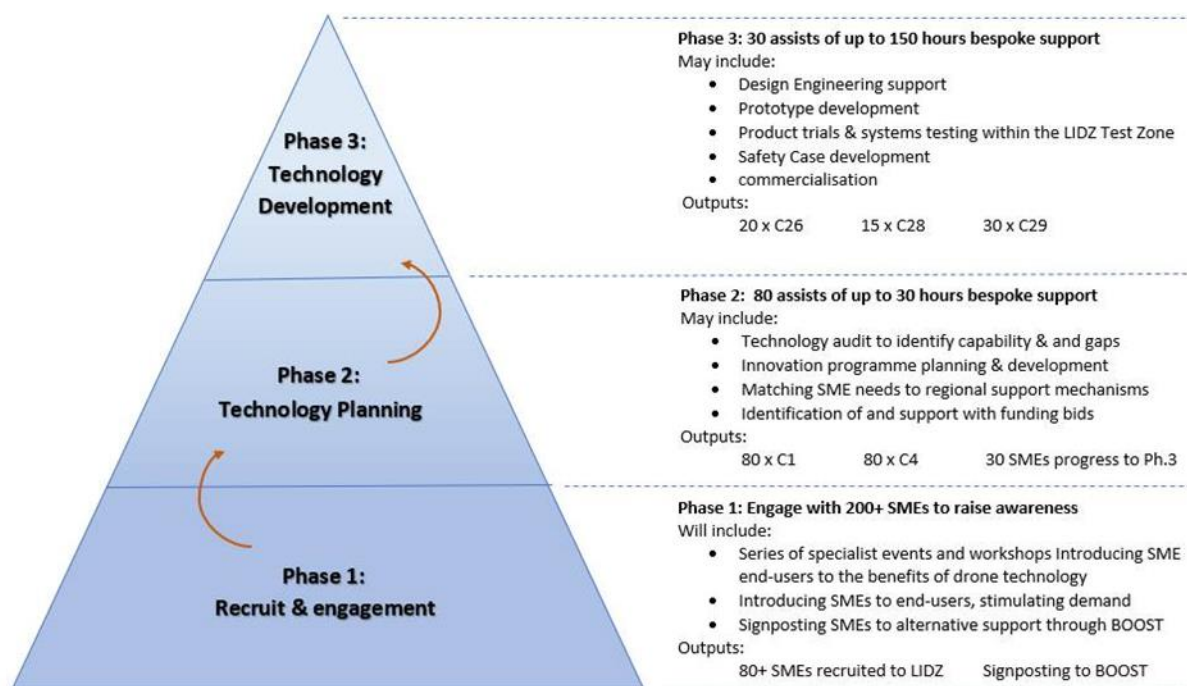 Phase 3:
Technology
Development
Phase 2:
Technology Planning
Phase 1:
Recruit & engagement
Phase 3: 30 assists of up to 150 hours bespoke support
May include:
• Design Engineering support
• Prototype development
• Product trials & systems testing within the LIDZ Test Zone
• Safety Case development
• commercialisation
Outputs:
20 x C26 15 x C28 30 x C29
Phase 2: 80 assists of up to 30 hours bespoke support
May include:
• Technology audit to identify capability & and gaps
• Innovation programme planning & development
• Matching SME needs to regional support mechanisms
• Identification of and support with funding bids
Outputs:
80 x C1 80 x C4 30 SMEs progress to Ph.3
Phase 1: Engage with 200+ SMEs to raise awareness
Will include:
• Series of specialist events and workshops Introducing SME
end-users to the benefits of drone technology
• Introducing SMEs to end-users, stimulating demand
• Signposting SMEs to alternative support through BOOST
Outputs:
80+ SMEs recruited to LIDZ Signposting to BOOST